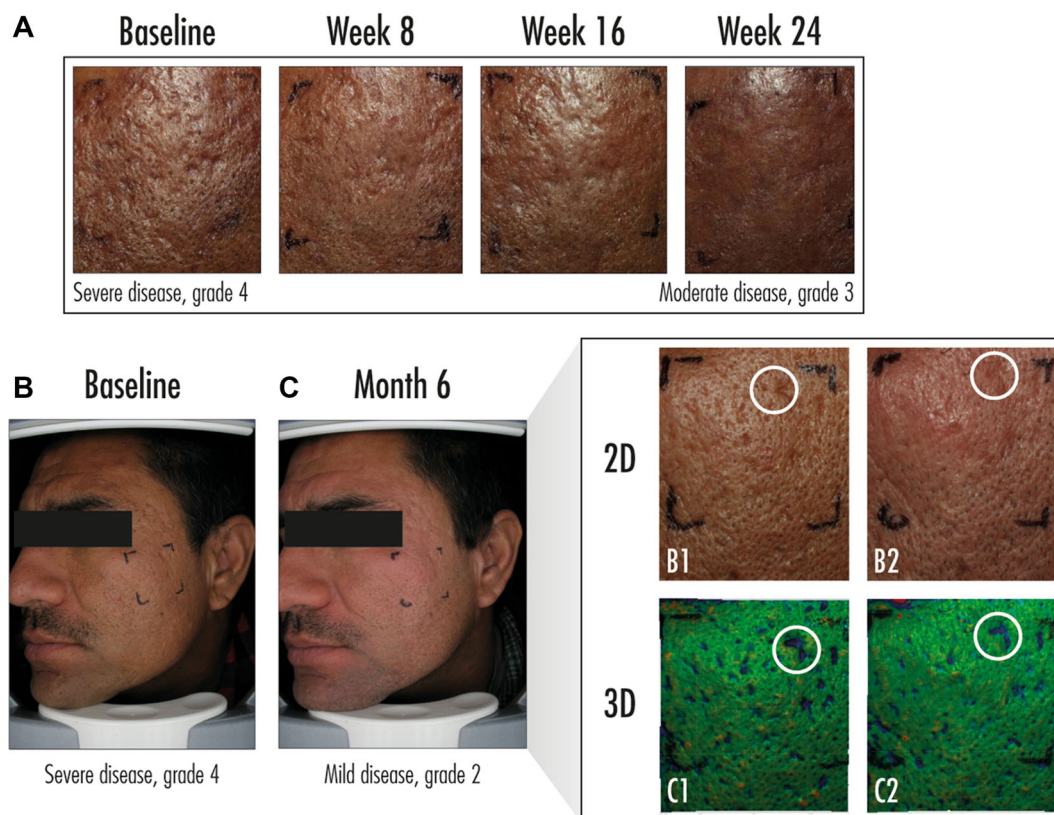 A
Baseline
Week 8
Week 16
Week 24
Severe disease, grade 4
Moderate disease, grade 3
B
Baseline
C
Month 6
Severe disease, grade 4
Mild disease, grade 2
2D
B1
B2
3D
C1
C2